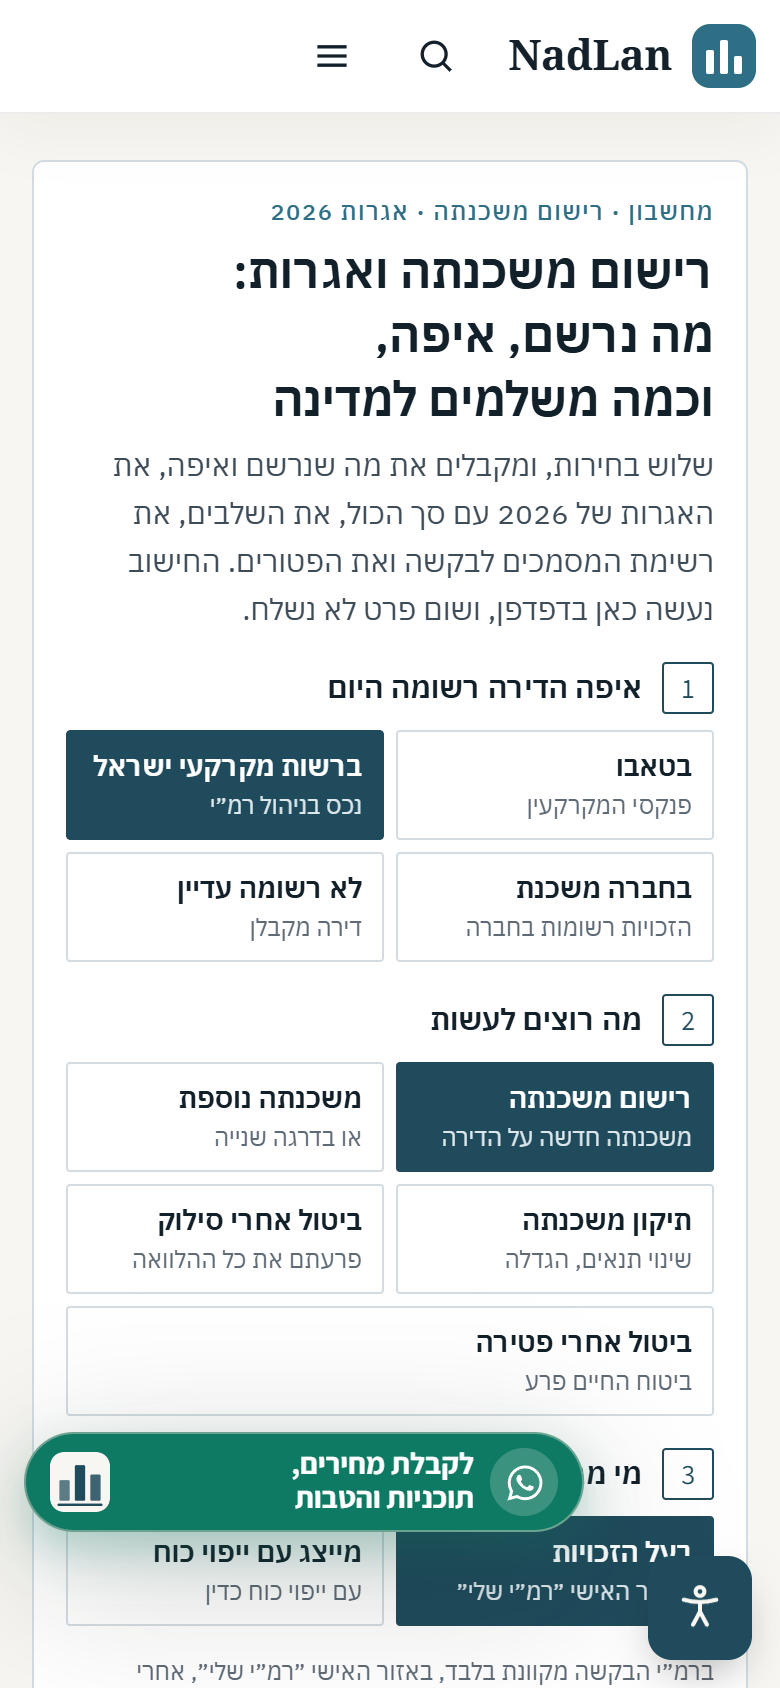 NadLan
מחשבון · רישום משכנתה · אגרות 2026
רישום משכנתה ואגרות:
מה נרשם, איפה,
וכמה משלמים למדינה
שלוש בחירות, ומקבלים את מה שנרשם ואיפה, את
האגרות של 2026 עם סך הכול, את השלבים, את
רשימת המסמכים לבקשה ואת הפטורים. החישוב
נעשה כאן בדפדפן, ושום פרט לא נשלח.
1 איפה הדירה רשומה היום
בטאבו
פנקסי המקרקעין
ברשות מקרקעי ישראל
נכס בניהול רמ״י
בחברה משכנת
הזכויות רשומות בחברה
לא רשומה עדיין
דירה מקבלן
2 מה רוצים לעשות
רישום משכנתה
משכנתה חדשה על הדירה
משכנתה נוספת
או בדרגה שנייה
תיקון משכנתה
שינוי תנאים, הגדלה
ביטול אחרי סילוק
פרעתם את כל ההלוואה
ביטול אחרי פטירה
ביטוח החיים פרע
3 מי
לקבלת מחירים,
תוכניות והטבות
בעל הזכויות
האישי ״רמ״י שלי״
מייצג עם ייפוי כוח
עם ייפוי כוח כדין
ברמ״י הבקשה מקוונת בלבד, באזור האישי ״רמ״י שלי״, אחרי